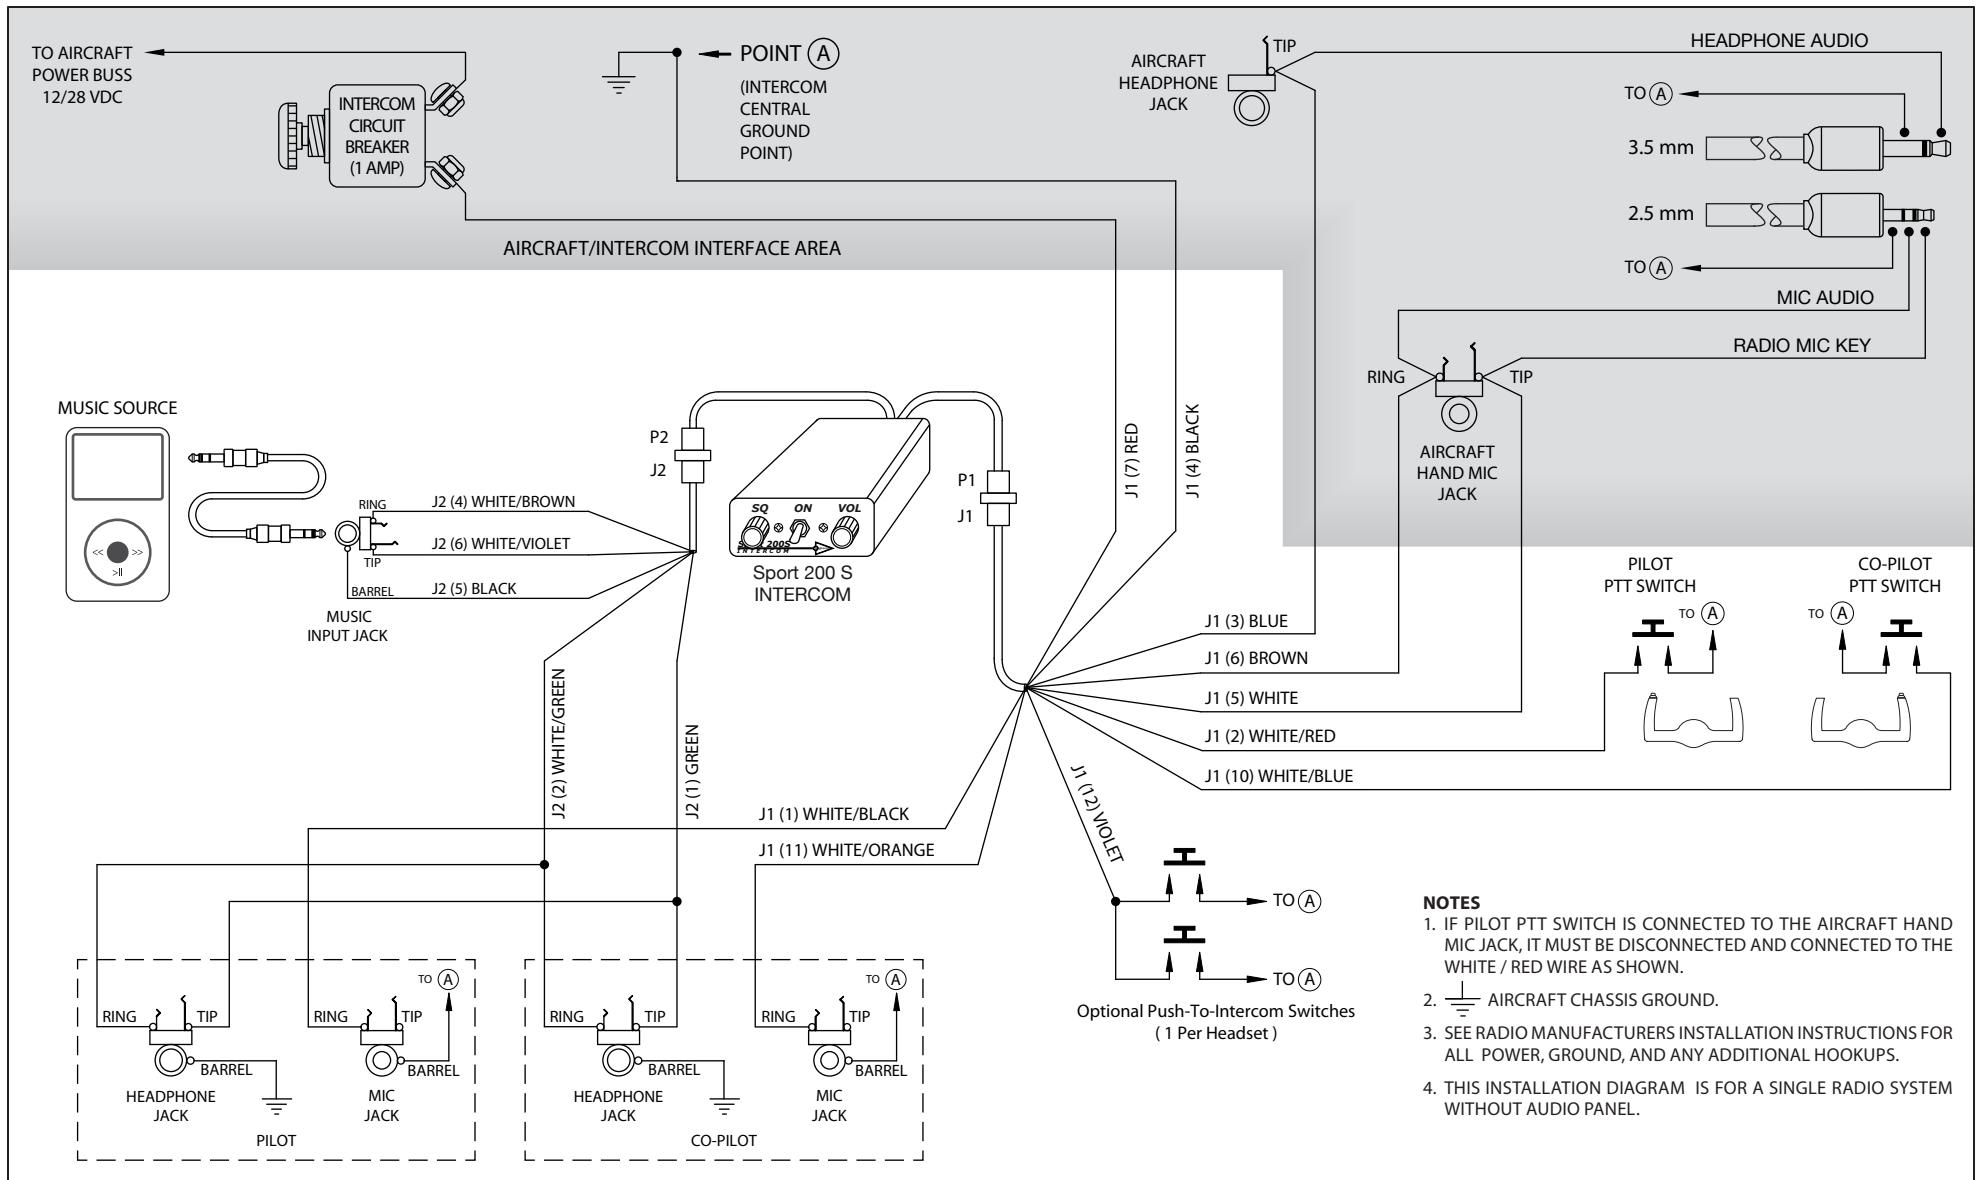 TO AIRCRAFT
POWER BUSS
12/28 VDC
INTERCOM
CIRCUIT
BREAKER
(1 AMP)
POINT A
(INTERCOM
CENTRAL
GROUND
POINT)
AIRCRAFT
HEADPHONE
JACK
TIP
HEADPHONE AUDIO
TO A
3.5 mm
2.5 mm
TO A
MIC AUDIO
RADIO MIC KEY
RING
TIP
AIRCRAFT
HAND MIC
JACK
AIRCRAFT/INTERCOM INTERFACE AREA
J1 (7) RED
J1 (4) BLACK
MUSIC SOURCE
<<
>>
>II
RING
TIP
BARREL
MUSIC
INPUT JACK
J2 (4) WHITE/BROWN
J2 (6) WHITE/VIOLET
J2 (5) BLACK
P2
J2
SQ ON VOL
200S
INTERCOM
Sport 200 S
INTERCOM
P1
J1
PILOT
PTT SWITCH
TO A
CO-PILOT
PTT SWITCH
TO A
J1 (3) BLUE
J1 (6) BROWN
J1 (5) WHITE
J1 (2) WHITE/RED
J1 (10) WHITE/BLUE
J1 (12) VIOLET
J2 (2) WHITE/GREEN
J2 (1) GREEN
J1 (1) WHITE/BLACK
J1 (11) WHITE/ORANGE
TO A
TO A
Optional Push-To-Intercom Switches
( 1 Per Headset )
RING
TIP
BARREL
HEADPHONE
JACK
RING
TIP
TO A
BARREL
MIC
JACK
PILOT
RING
TIP
BARREL
HEADPHONE
JACK
RING
TIP
TO A
BARREL
MIC
JACK
CO-PILOT
NOTES
1. IF PILOT PTT SWITCH IS CONNECTED TO THE AIRCRAFT HAND
MIC JACK, IT MUST BE DISCONNECTED AND CONNECTED TO THE
WHITE / RED WIRE AS SHOWN.
2. AIRCRAFT CHASSIS GROUND.
3. SEE RADIO MANUFACTURERS INSTALLATION INSTRUCTIONS FOR
ALL POWER, GROUND, AND ANY ADDITIONAL HOOKUPS.
4. THIS INSTALLATION DIAGRAM IS FOR A SINGLE RADIO SYSTEM
WITHOUT AUDIO PANEL.